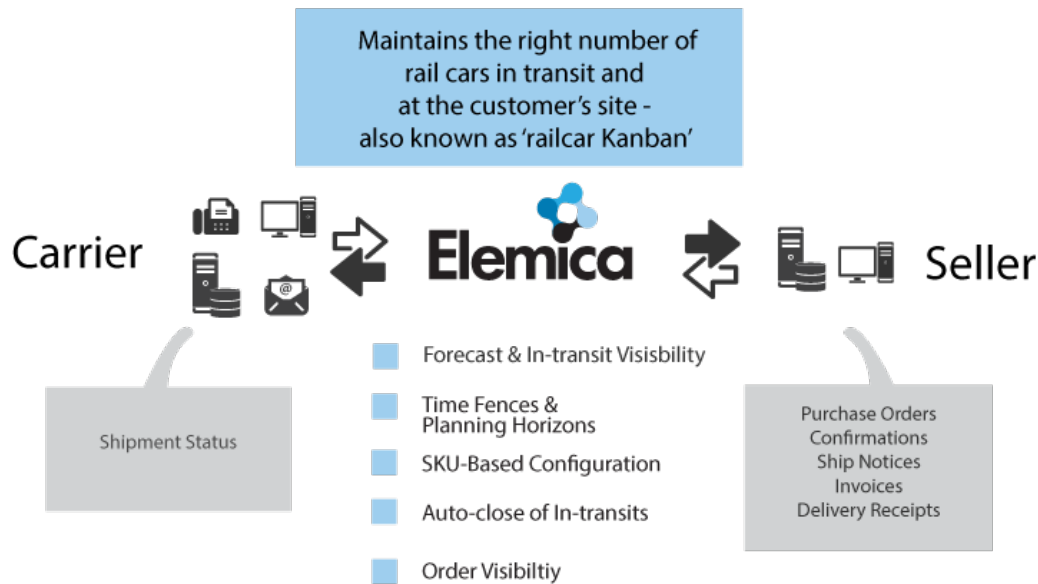 Maintains the right number of
rail cars in transit and
at the customer's site -
also known as ‘railcar Kanban’
Carrier
@
Elemica
Seller
Forecast & In-transit Visisbility
Time Fences &
Planning Horizons
SKU-Based Configuration
Auto-close of In-transits
Order Visibiltiy
Shipment Status
Purchase Orders
Confirmations
Ship Notices
Invoices
Delivery Receipts